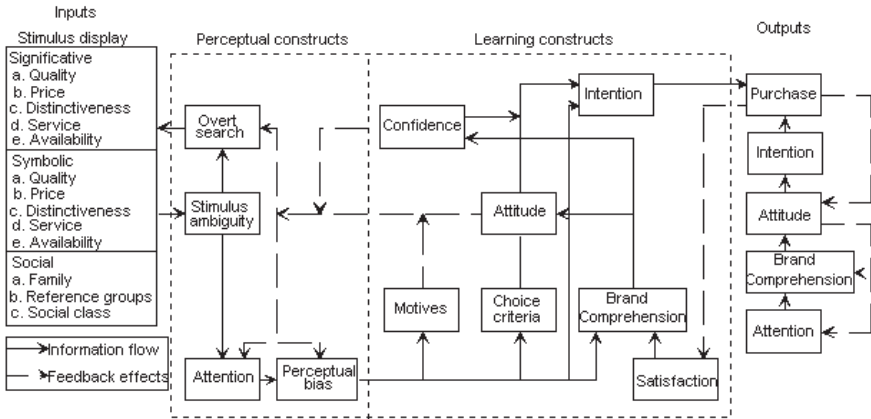 Inputs
Stimulus display
Significative
a. Quality
b. Price
c. Distinctiveness
d. Service
e. Availability
Symbolic
a. Quality
b. Price
c. Distinctiveness
d. Service
e. Availability
Social
a. Family
b. Reference groups
c. Social class
Information flow
Feedback effects
Perceptual constructs
Overt
search
Stimulus
ambiguity
Attention
Perceptual
bias
Learning constructs
Confidence
Intention
Attitude
Motives
Choice
criteria
Brand
Comprehension
Satisfaction
Outputs
Purchase
Intention
Attitude
Brand
Comprehension
Attention